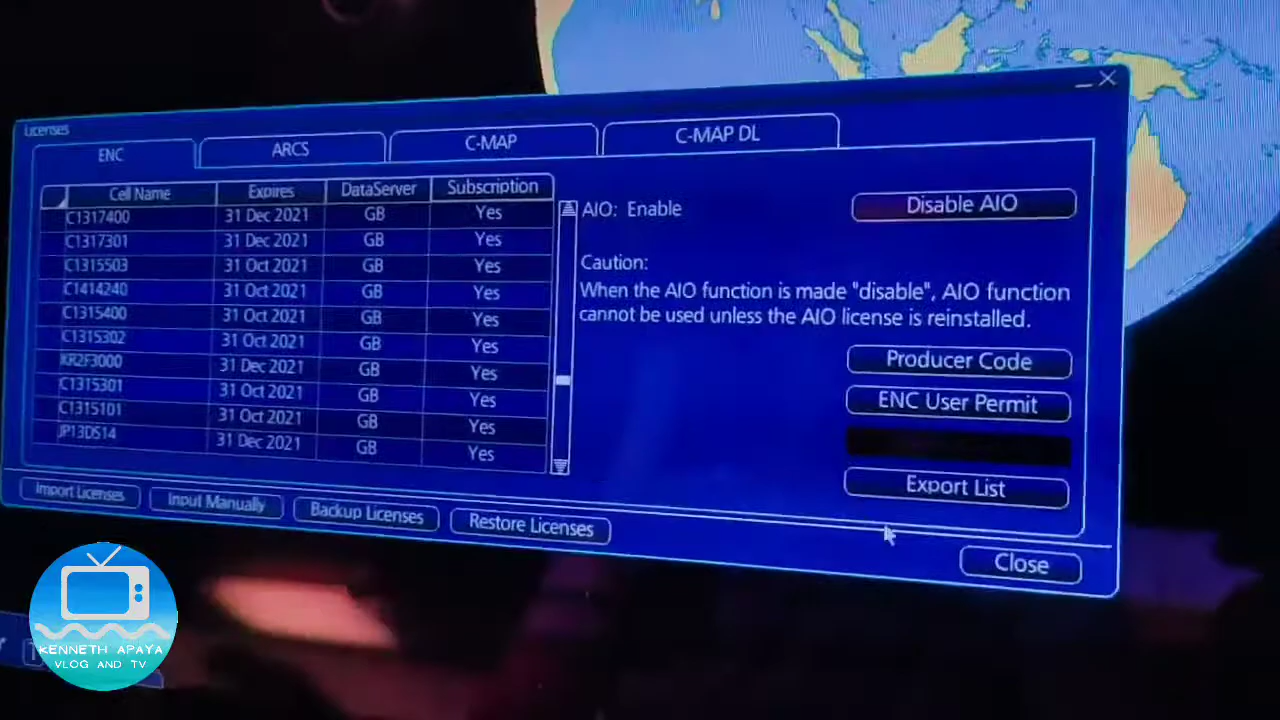 Licenses
ENC ARCS C-MAP C-MAP DL
Cell Name Expires DataServer Subscription
C1317400 31 Dec 2021 GB Yes
C1317301 31 Dec 2021 GB Yes
C1315503 31 Oct 2021 GB Yes
C1414240 31 Oct 2021 GB Yes
C1315400 31 Oct 2021 GB Yes
C1315302 31 Oct 2021 GB Yes
KR2F3000 31 Dec 2021 GB Yes
C1315301 31 Oct 2021 GB Yes
C1315101 31 Oct 2021 GB Yes
JP13DS14 31 Dec 2021 GB Yes
AIO: Enable
Disable AIO
Caution:
When the AIO function is made "disable", AIO function
cannot be used unless the AIO license is reinstalled.
Producer Code
ENC User Permit
Export List
Import Licenses Input Manually Backup Licenses Restore Licenses
Close
KENNETH APAYA
VLOG AND TV